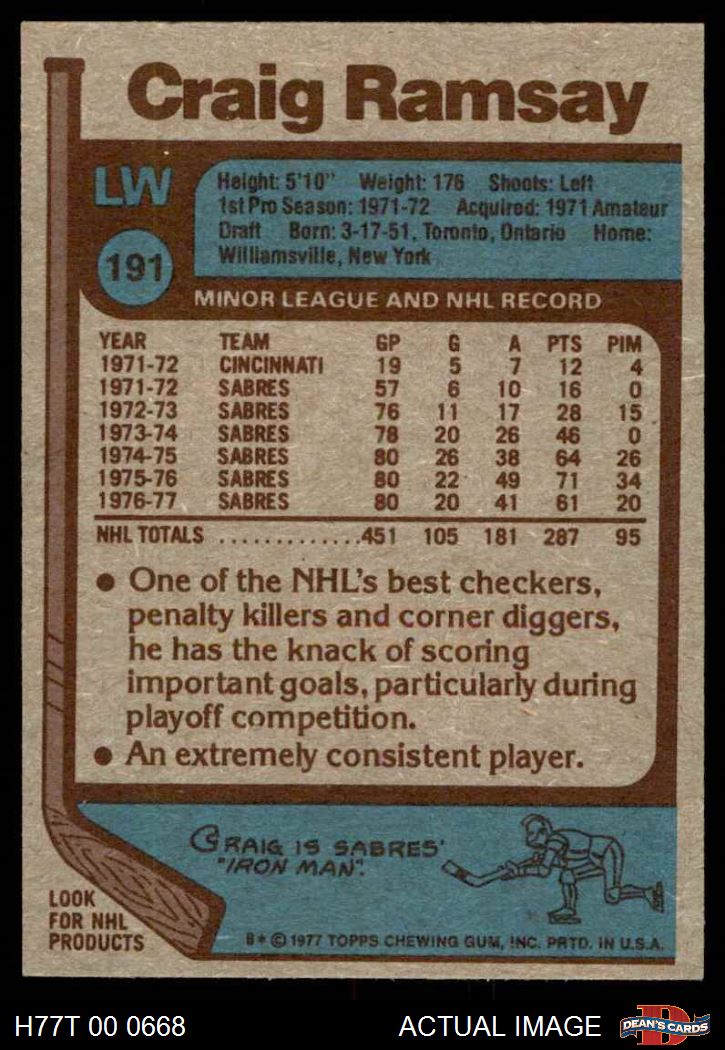 Craig Ramsay
LW
Height: 5'10" Weight: 176 Shoots: Left
1st Pro Season: 1971-72 Acquired: 1971 Amateur
Draft Born: 3-17-51, Toronto, Ontario Home:
Williamsville, New York
191
MINOR LEAGUE AND NHL RECORD
YEAR TEAM GP G A PTS PIM
1971-72 CINCINNATI 19 5 7 12 4
1971-72 SABRES 57 6 10 16 0
1972-73 SABRES 76 11 17 28 15
1973-74 SABRES 78 20 26 46 0
1974-75 SABRES 80 26 38 64 26
1975-76 SABRES 80 22 49 71 34
1976-77 SABRES 80 20 41 61 20
NHL TOTALS .............451 105 181 287 95
● One of the NHL's best checkers,
penalty killers and corner diggers,
he has the knack of scoring
important goals, particularly during
playoff competition.
● An extremely consistent player.
CRAIG IS SABRES'
"IRON MAN".
LOOK
FOR NHL
PRODUCTS
B * © 1977 TOPPS CHEWING GUM, INC. PRTD. IN U.S.A.
H77T 00 0668 ACTUAL IMAGE
D
DEAN'S CARDS